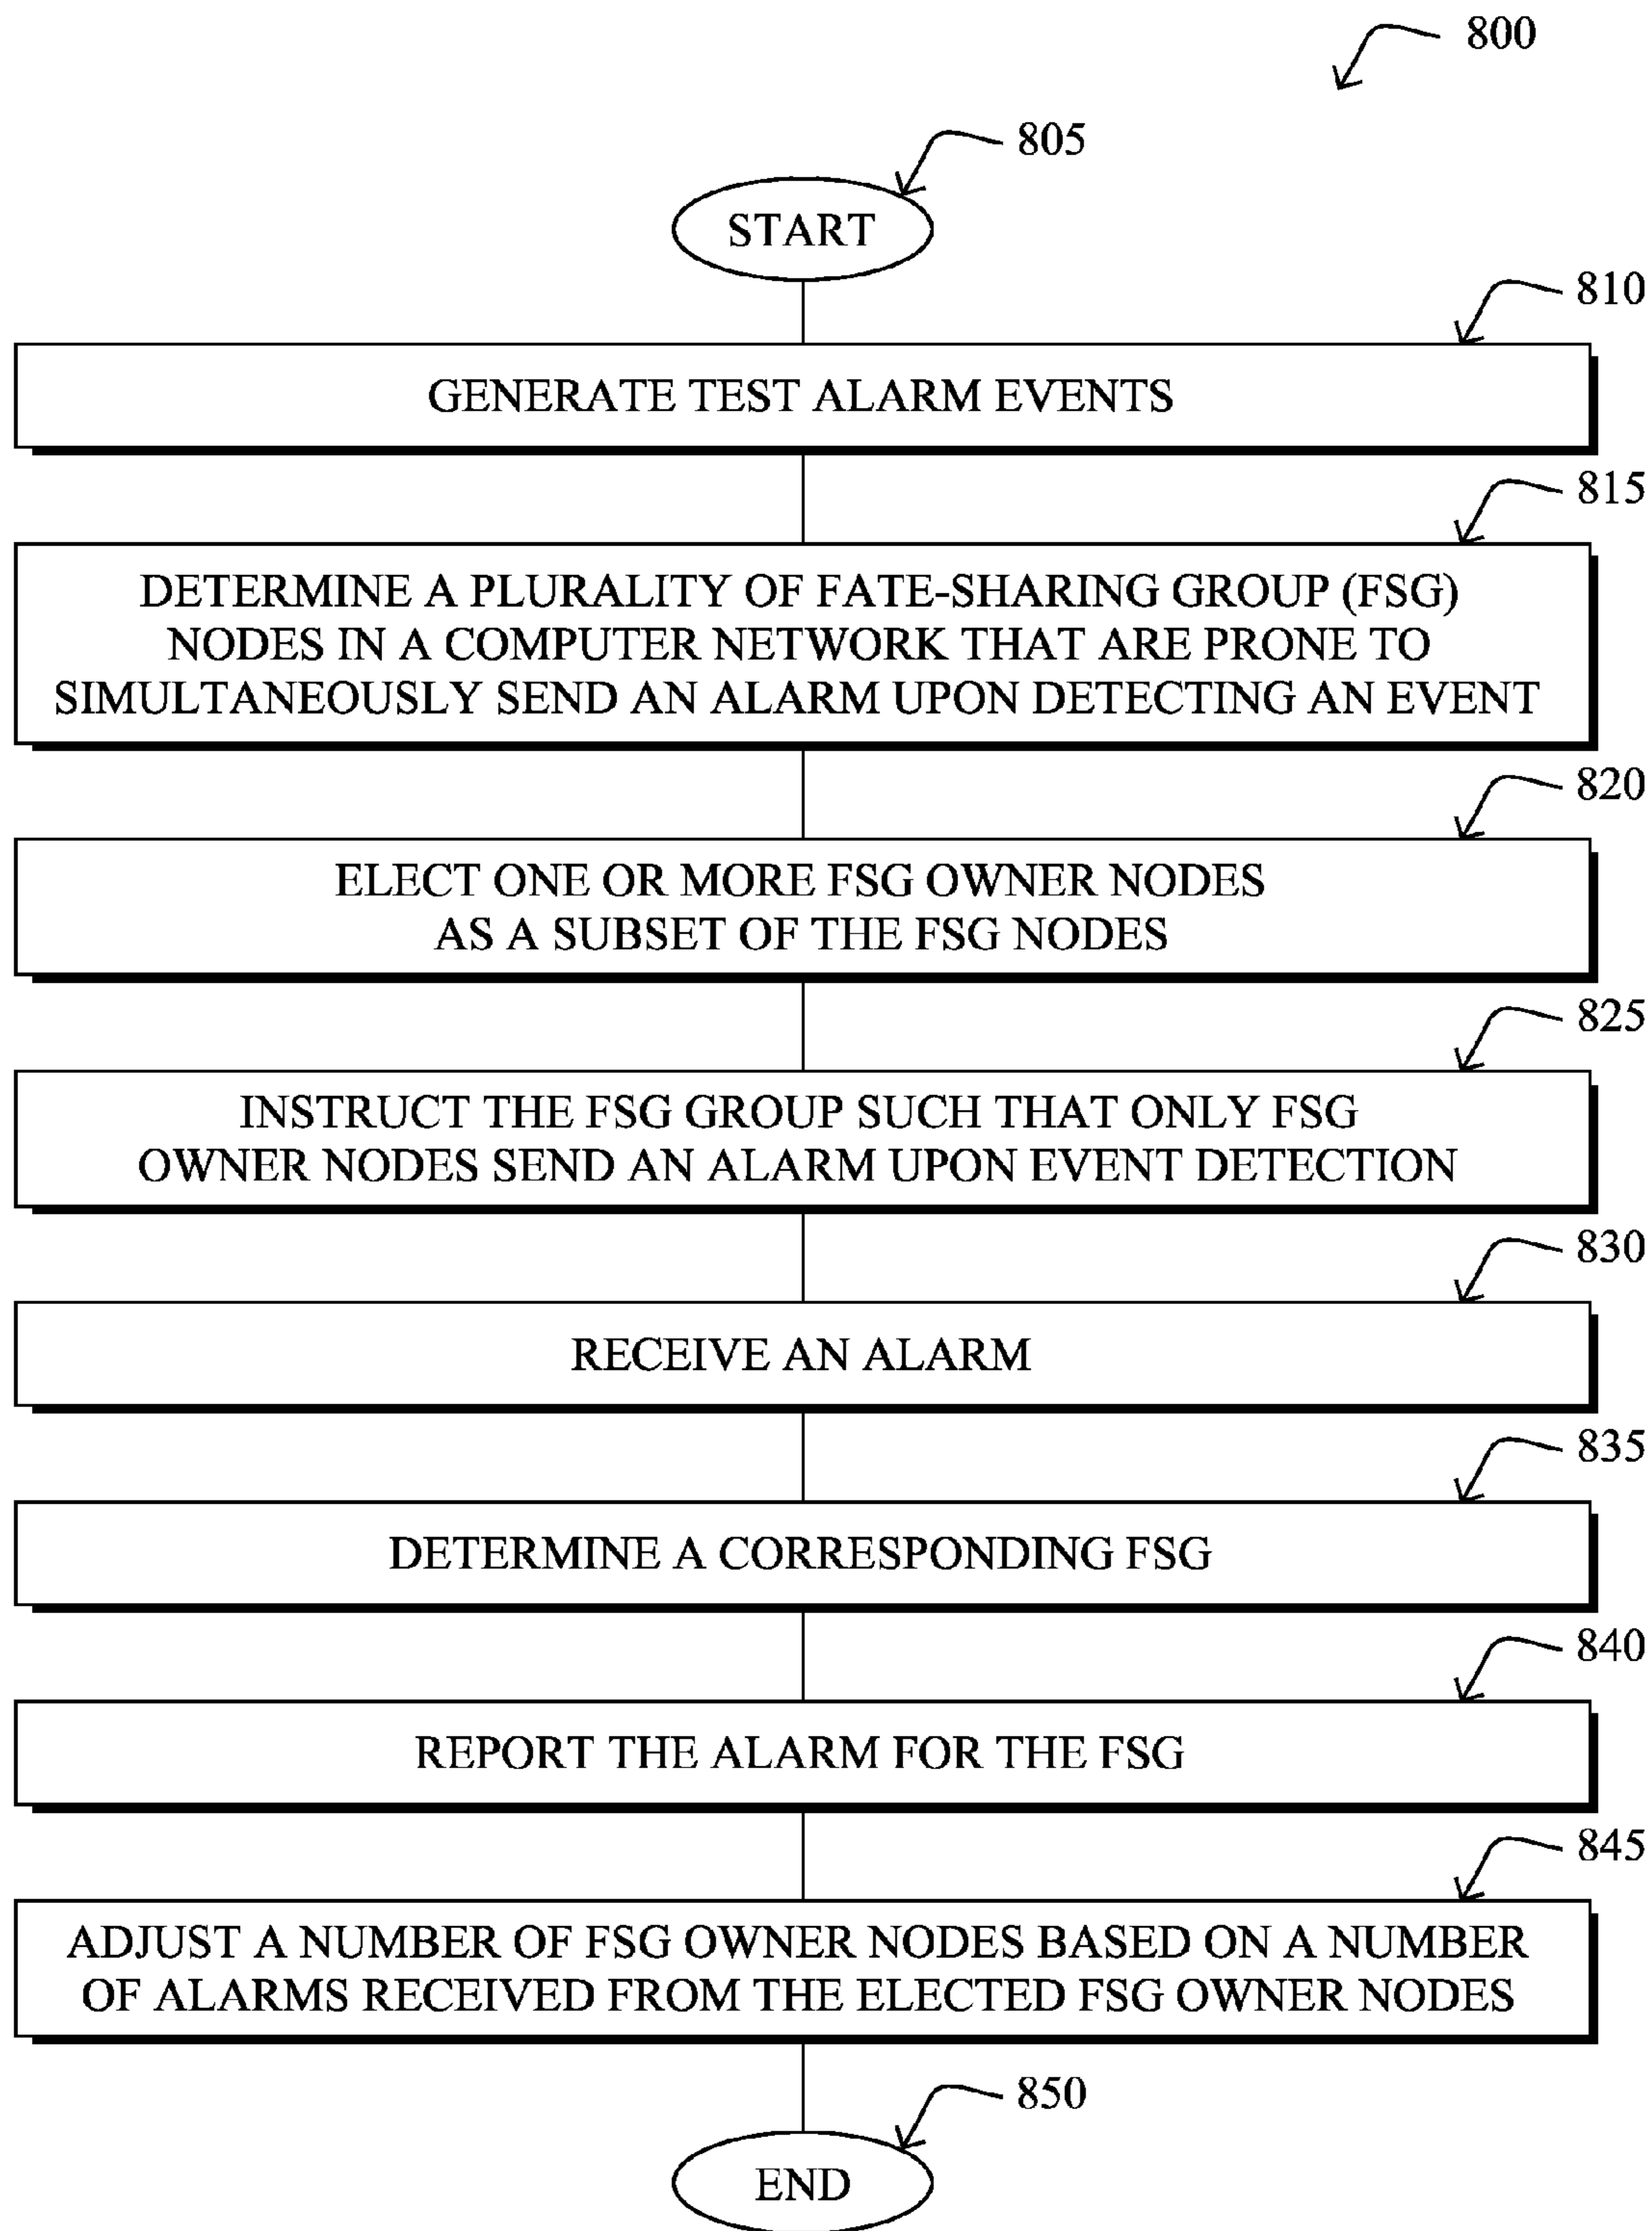 800
805
START
810
GENERATE TEST ALARM EVENTS
815
DETERMINE A PLURALITY OF FATE-SHARING GROUP (FSG)
NODES IN A COMPUTER NETWORK THAT ARE PRONE TO
SIMULTANEOUSLY SEND AN ALARM UPON DETECTING AN EVENT
820
ELECT ONE OR MORE FSG OWNER NODES
AS A SUBSET OF THE FSG NODES
825
INSTRUCT THE FSG GROUP SUCH THAT ONLY FSG
OWNER NODES SEND AN ALARM UPON EVENT DETECTION
830
RECEIVE AN ALARM
835
DETERMINE A CORRESPONDING FSG
840
REPORT THE ALARM FOR THE FSG
845
ADJUST A NUMBER OF FSG OWNER NODES BASED ON A NUMBER
OF ALARMS RECEIVED FROM THE ELECTED FSG OWNER NODES
850
END